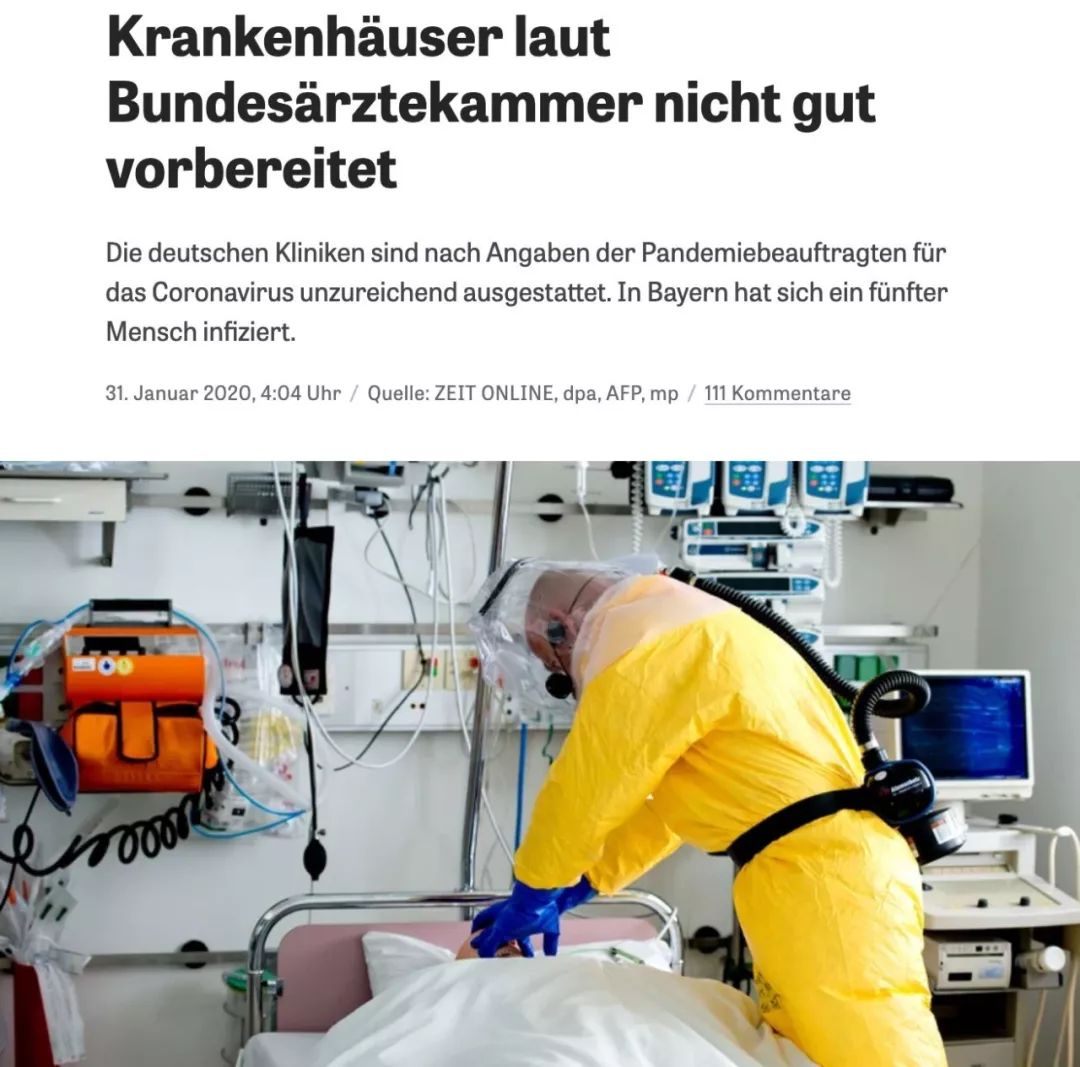 Krankenhäuser laut
Bundesärztekammer nicht gut
vorbereitet
Die deutschen Kliniken sind nach Angaben der Pandemiebeauftragten für
das Coronavirus unzureichend ausgestattet. In Bayern hat sich ein fünfter
Mensch infiziert.
31. Januar 2020, 4:04 Uhr / Quelle: ZEIT ONLINE, dpa, AFP, mp / 111 Kommentare